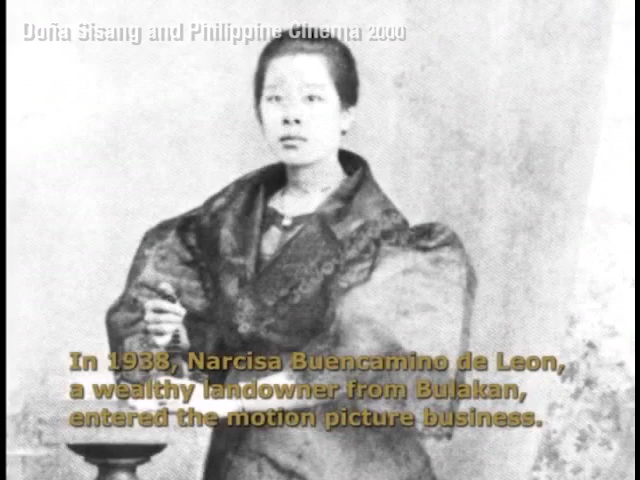 Doña Sisang and Philippine Cinema 2000
In 1938, Narcisa Buencamino de Leon,
a wealthy landowner from Bulakan,
entered the motion picture business.